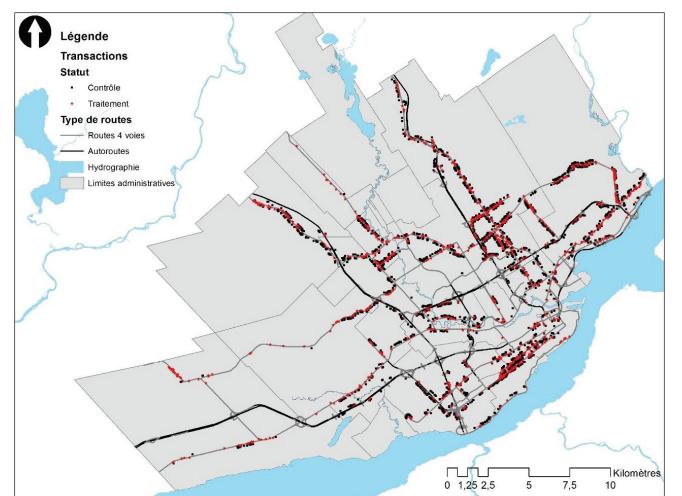 Légende
Transactions
Statut
Contrôle
Traitement
Type de routes
Routes 4 voies
Autoroutes
Hydrographie
Limites administratives
Kilomètres
0 1,25 2,5 5 7,5 10